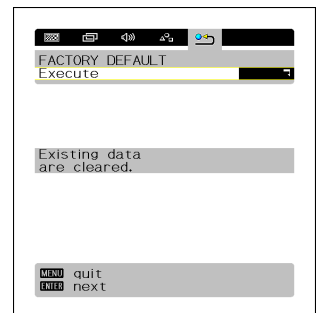 FACTORY DEFAULT
Execute
Existing data
are cleared.
MENU quit
ENTER next